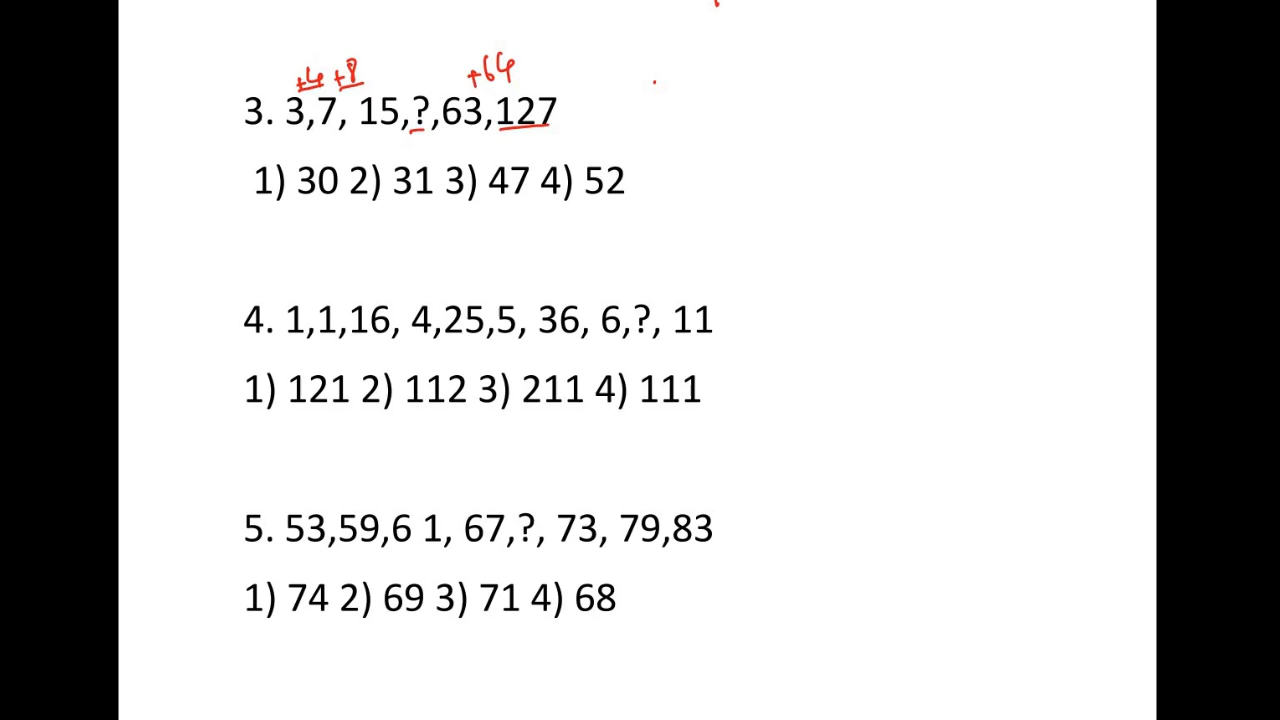 +4 +8 +64
3. 3,7, 15,?,63,127
1) 30 2) 31 3) 47 4) 52
4. 1,1,16, 4,25,5, 36, 6,?, 11
1) 121 2) 112 3) 211 4) 111
5. 53,59,6 1, 67,?, 73, 79,83
1) 74 2) 69 3) 71 4) 68